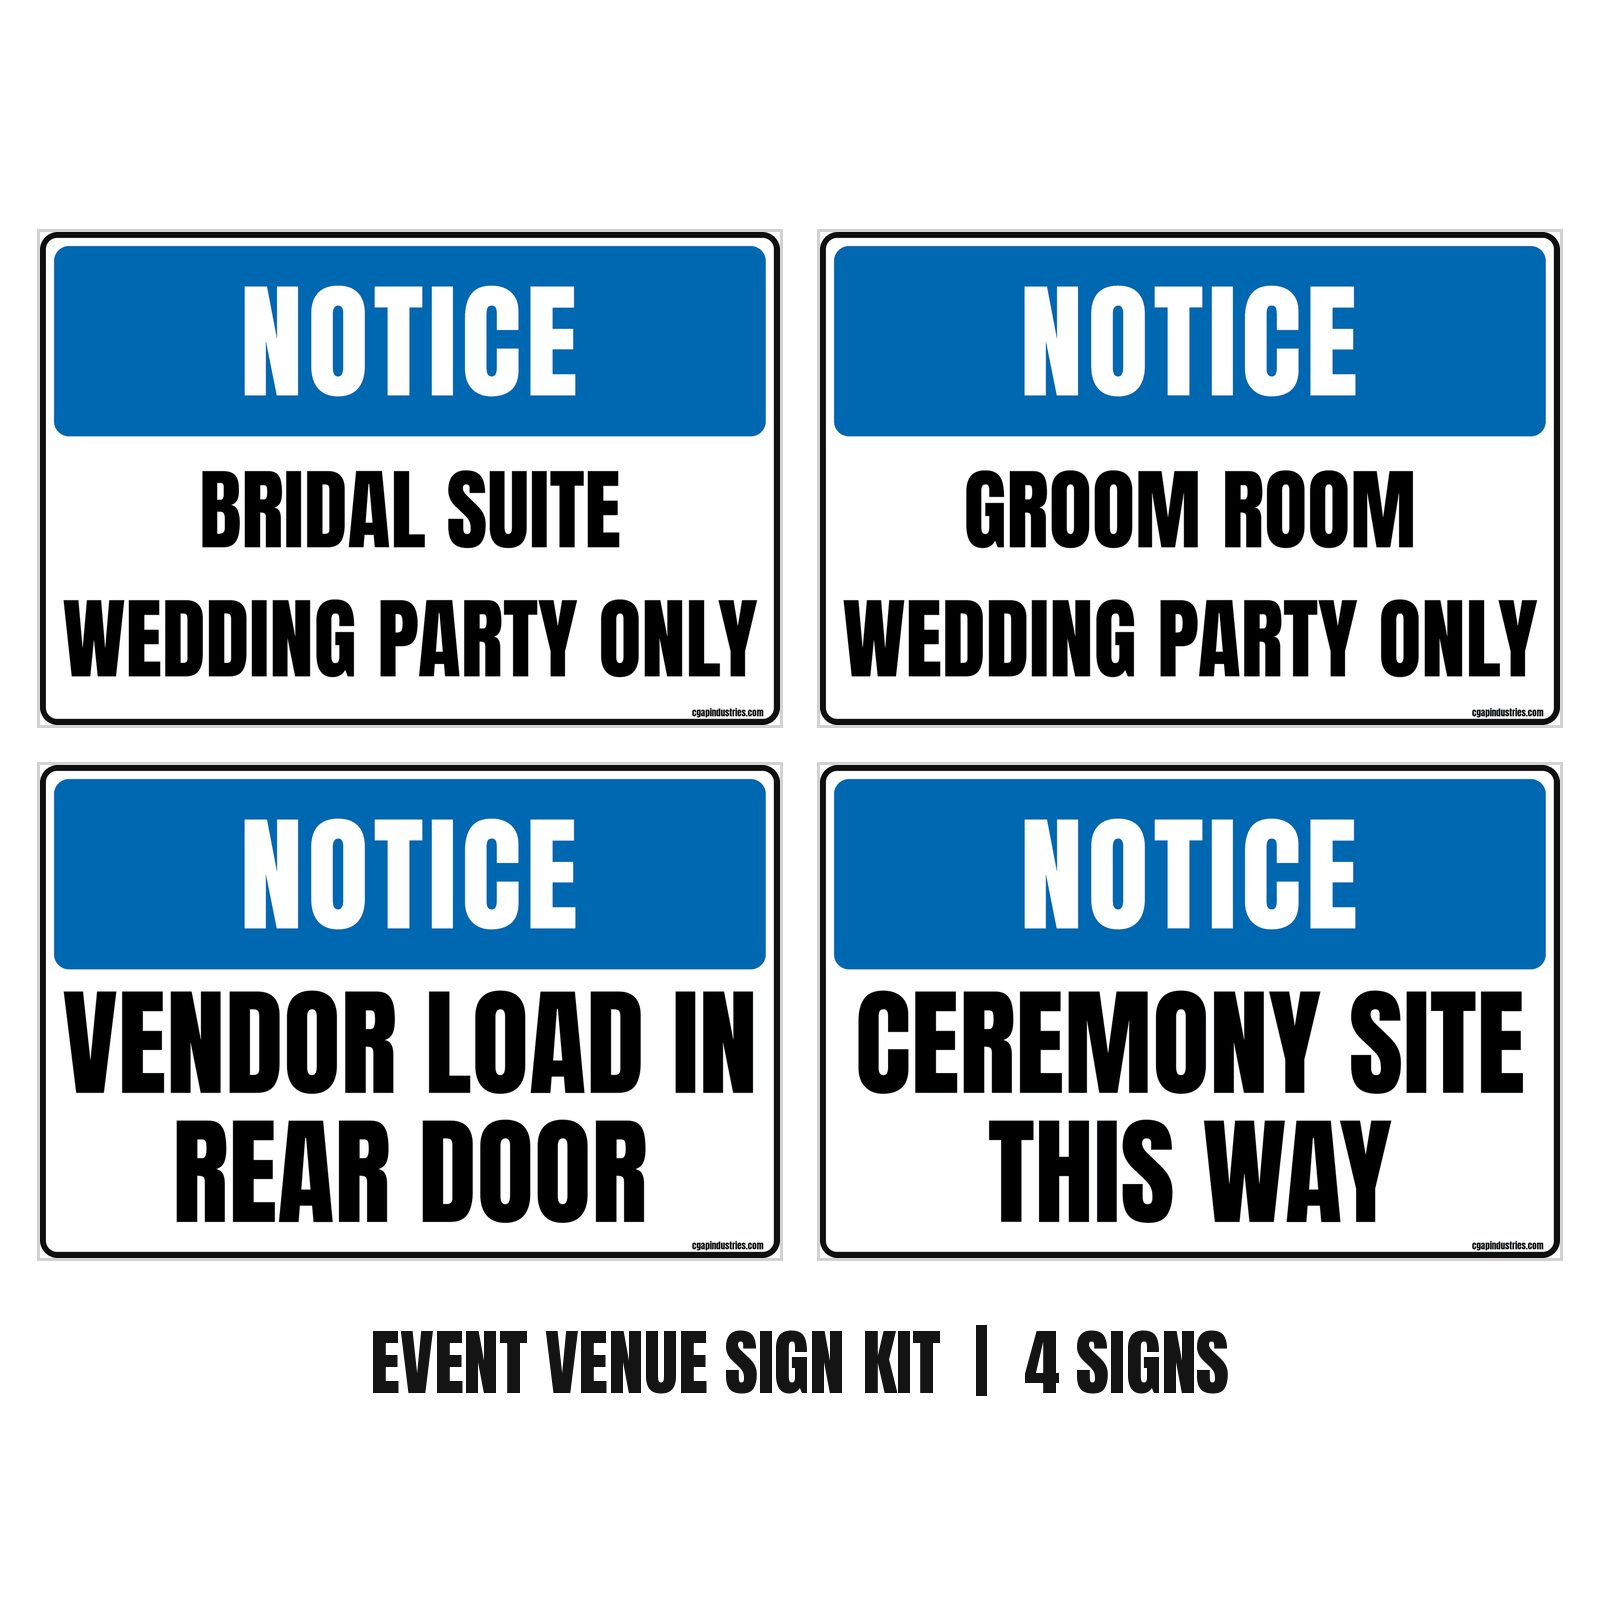 NOTICE
BRIDAL SUITE
WEDDING PARTY ONLY
cgapindustries.com
NOTICE
GROOM ROOM
WEDDING PARTY ONLY
cgapindustries.com
NOTICE
VENDOR LOAD IN
REAR DOOR
cgapindustries.com
NOTICE
CEREMONY SITE
THIS WAY
cgapindustries.com
EVENT VENUE SIGN KIT | 4 SIGNS